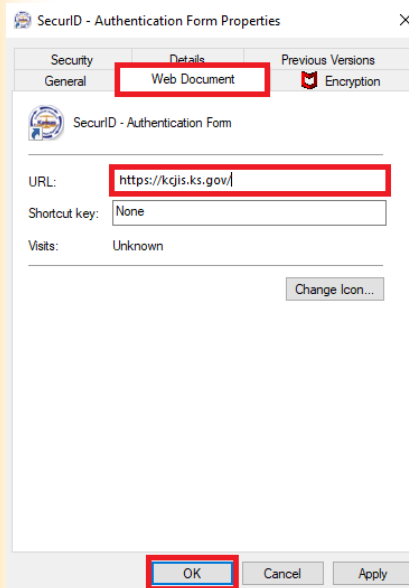 SecurID - Authentication Form Properties
Security Details Previous Versions
General Web Document Encryption
SecurID - Authentication Form
URL: https://kcjis.ks.gov/
Shortcut key: None
Visits: Unknown
Change Icon...
OK Cancel Apply